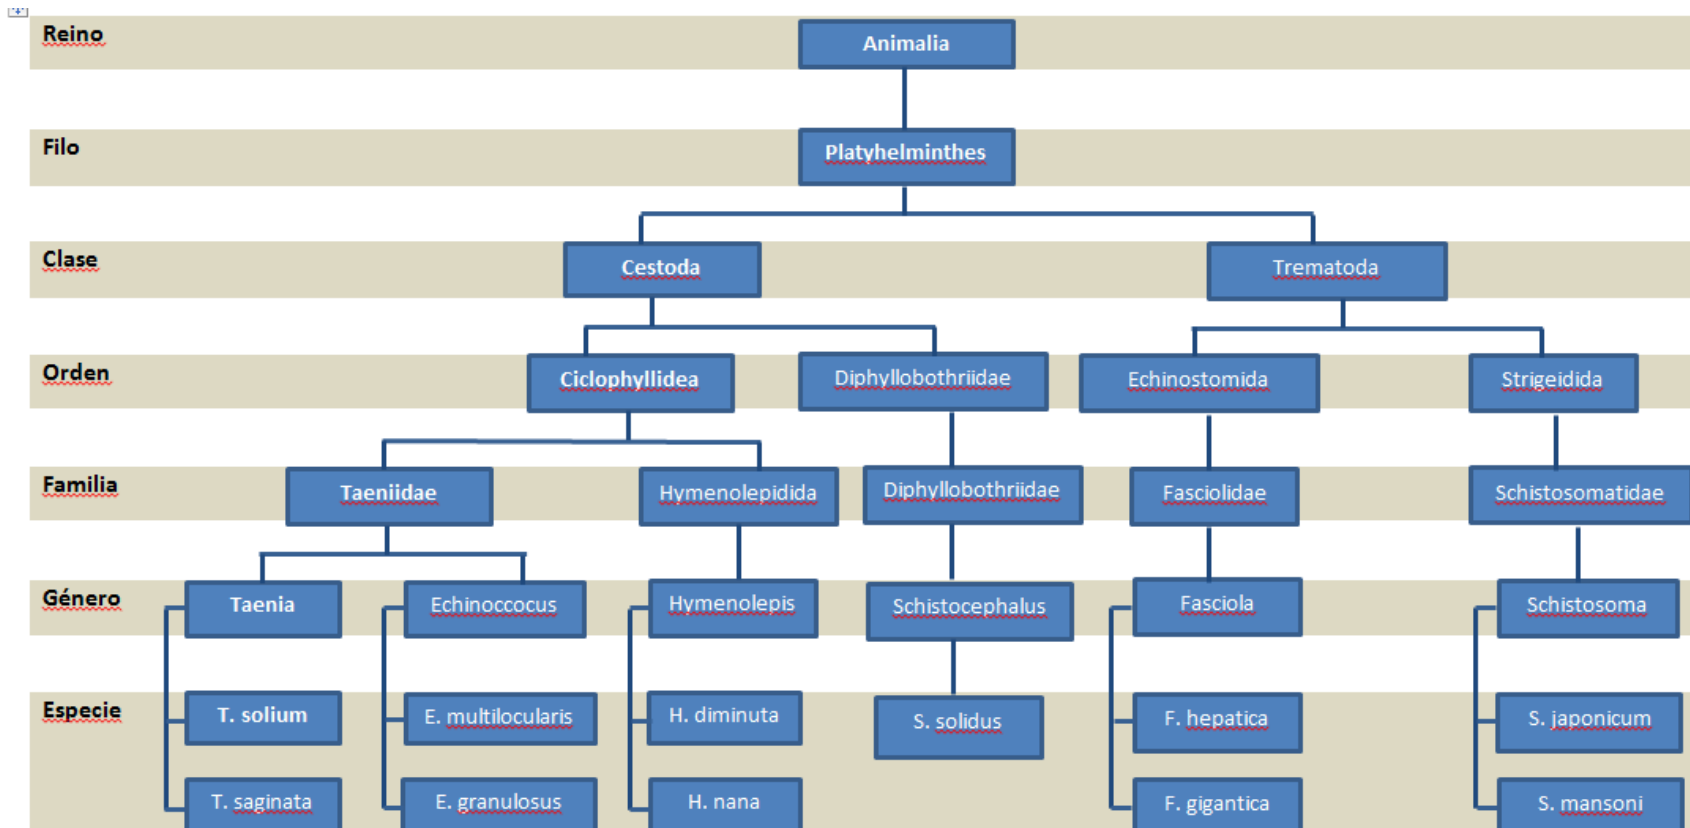 Reino
Animalia
Filo
Platyhelminthes
Clase
Cestoda
Trematoda
Orden
Ciclophyllidea
Diphyllobothriidae
Echinostomida
Strigeidida
Familia
Taeniidae
Hymenolepidida
Diphyllobothriidae
Fasciolidae
Schistosomatidae
Género
Taenia
Echinoccocus
Hymenolepis
Schistocephalus
Fasciola
Schistosoma
Especie
T. solium
E. multilocularis
H. diminuta
S. solidus
F. hepatica
S. japonicum
T. saginata
E. granulosus
H. nana
F. gigantica
S. mansoni